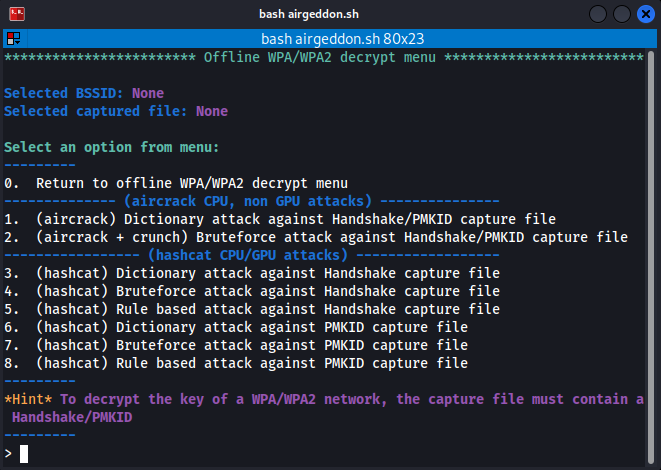 bash airgeddon.sh
bash airgeddon.sh 80x23
************************ Offline WPA/WPA2 decrypt menu *************************
Selected BSSID: None
Selected captured file: None
Select an option from menu:
---------
0.  Return to offline WPA/WPA2 decrypt menu
-------------- (aircrack CPU, non GPU attacks) ---------------
1.  (aircrack) Dictionary attack against Handshake/PMKID capture file
2.  (aircrack + crunch) Bruteforce attack against Handshake/PMKID capture file
----------------- (hashcat CPU/GPU attacks) ------------------
3.  (hashcat) Dictionary attack against Handshake capture file
4.  (hashcat) Bruteforce attack against Handshake capture file
5.  (hashcat) Rule based attack against Handshake capture file
6.  (hashcat) Dictionary attack against PMKID capture file
7.  (hashcat) Bruteforce attack against PMKID capture file
8.  (hashcat) Rule based attack against PMKID capture file
---------
*Hint* To decrypt the key of a WPA/WPA2 network, the capture file must contain a
 Handshake/PMKID
---------
>